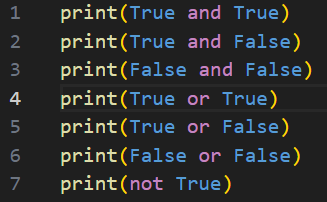 1 print(True and True)
2 print(True and False)
3 print(False and False)
4 print(True or True)
5 print(True or False)
6 print(False or False)
7 print(not True)